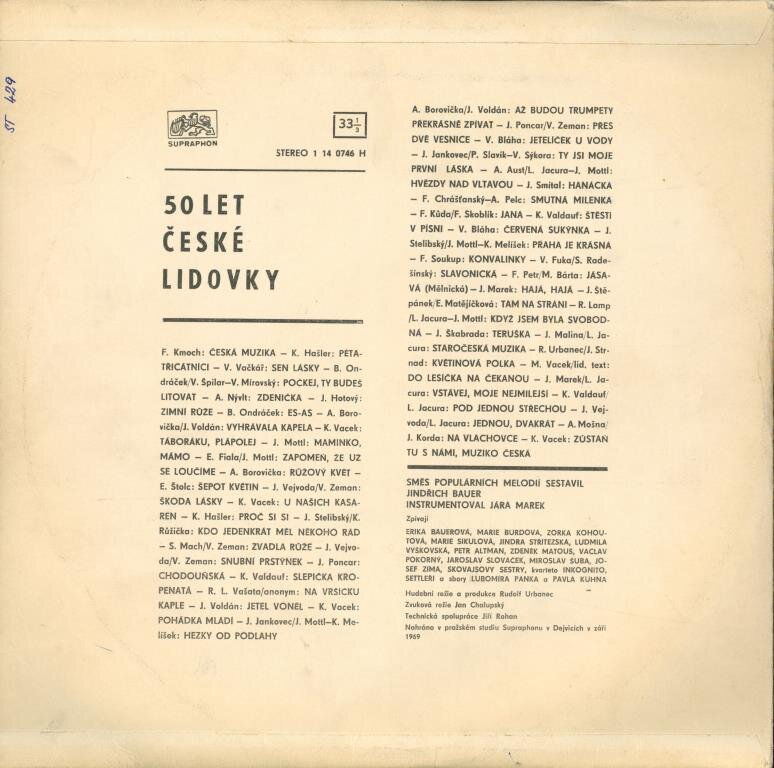 ST 429
SUPRAPHON
33 1/3
STEREO 1 14 0746 H
50 LET
ČESKÉ
LIDOVKY
F. Kmoch: ČESKÁ MUZIKA – K. Hašler: PĚTA-
TŘICÁTNÍCI – V. Vačkář: SEN LÁSKY – B. On-
dráček/V. Špilar–V. Mírovský: POČKEJ, TY BUDEŠ
LITOVAT – A. Nývlt: ZDENIČKA – J. Hotový:
ZIMNÍ RŮŽE – B. Ondráček: ES-AS – A. Boro-
vička/J. Voldán: VYHRÁVALA KAPELA – K. Vacek:
TÁBORÁKU, PLÁPOLEJ – J. Mottl: MAMINKO,
MÁMO – E. Fiala/J. Mottl: ZAPOMEŇ, ŽE UŽ
SE LOUČÍME – A. Borovička: RŮŽOVÝ KVĚT –
E. Štolc: ŠEPOT KVĚTIN – J. Vejvoda/V. Zeman:
ŠKODA LÁSKY – K. Vacek: U NAŠICH KASÁ-
REN – K. Hašler: PROČ SI SI – J. Stelibský/K.
Růžička: KDO JEDENKRÁT MĚL NĚKOHO RÁD
– S. Mach/V. Zeman: ZVADLÁ RŮŽE – J. Vejvo-
da/V. Zeman: SNUBNÍ PRSTÝNEK – J. Poncar:
CHODOUŇSKÁ – K. Valdauf: SLEPIČKA KRO-
PENATÁ – R. L. Vašata/anonym: NA VRŠÍČKU
KAPLE – J. Voldán: JETEL VONĚL – K. Vacek:
POHÁDKA MLÁDÍ – J. Jankovec/J. Mottl–K. Me-
líšek: HEZKY OD PODLAHY
A. Borovička/J. Voldán: AŽ BUDOU TRUMPETY
PŘEKRÁSNĚ ZPÍVAT – J. Poncar/V. Zeman: PŘES
DVĚ VESNICE – V. Bláha: JETELÍČEK U VODY
– J. Jankovec/P. Slavík–V. Sýkora: TY JSI MOJE
PRVNÍ LÁSKA – A. Aust/L. Jacura–J. Mottl:
HVĚZDY NAD VLTAVOU – J. Smítal: HANÁCKÁ
– F. Chrášťanský–A. Pelc: SMUTNÁ MILENKA
– F. Kůda/F. Skoblík: JANA – K. Valdauf: ŠTĚSTÍ
V PÍSNI – V. Bláha: ČERVENÁ SUKÝNKA – J.
Stelibský/J. Mottl–K. Melíšek: PRAHA JE KRÁSNÁ
– F. Soukup: KONVALINKY – V. Fuka/S. Rade-
šínský: SLAVONICKÁ – F. Petr/M. Bárta: JÁSA-
VÁ (Mělnická) – J. Marek: HAJÁ, HAJÁ – J. Ště-
pánek/E. Matějíčková: TAM NA STRÁNI – R. Lamp
/L. Jacura–J. Mottl: KDYŽ JSEM BYLA SVOBOD-
NÁ – J. Škabrada: TERUŠKA – J. Malina/L. Ja-
cura: STAROČESKÁ MUZIKA – R. Urbanec/J. Str-
nad: KVĚTINOVÁ POLKA – M. Vacek/lid. text:
DO LESÍČKA NA ČEKANOU – J. Marek/L. Ja-
cura: VSTÁVEJ, MOJE NEJMILEJŠÍ – K. Valdauf/
L. Jacura: POD JEDNOU STŘECHOU – J. Vej-
voda/L. Jacura: JEDNOU, DVAKRÁT – A. Mošna/
J. Korda: NA VLACHOVCE – K. Vacek: ZŮSTAŇ
TU S NÁMI, MUZIKO ČESKÁ
SMĚS POPULÁRNÍCH MELODIÍ SESTAVIL
JINDŘICH BAUER
INSTRUMENTOVAL JÁRA MAREK
Zpívají
ERIKA BAUEROVÁ, MARIE BURDOVÁ, ZORKA KOHOU-
TOVÁ, MARIE SIKULOVÁ, JINDRA STŘÍTEZSKÁ, LUDMILA
VYŠKOVSKÁ, PETR ALTMAN, ZDENĚK MATOUŠ, VÁCLAV
POKORNÝ, JAROSLAV SLOVÁČEK, MIROSLAV ŠUBA, JO-
SEF ZÍMA, SKOVAJSOVY SESTRY, kvarteto INKOGNITO,
SETTLEŘI a sbory LUBOMÍRA PÁNKA a PAVLA KÜHNA
Hudební režie a produkce Rudolf Urbanec
Zvuková režie Jan Chalupský
Technická spolupráce Jiří Rohan
Nahráno v pražském studiu Supraphonu v Dejvicích v září
1969